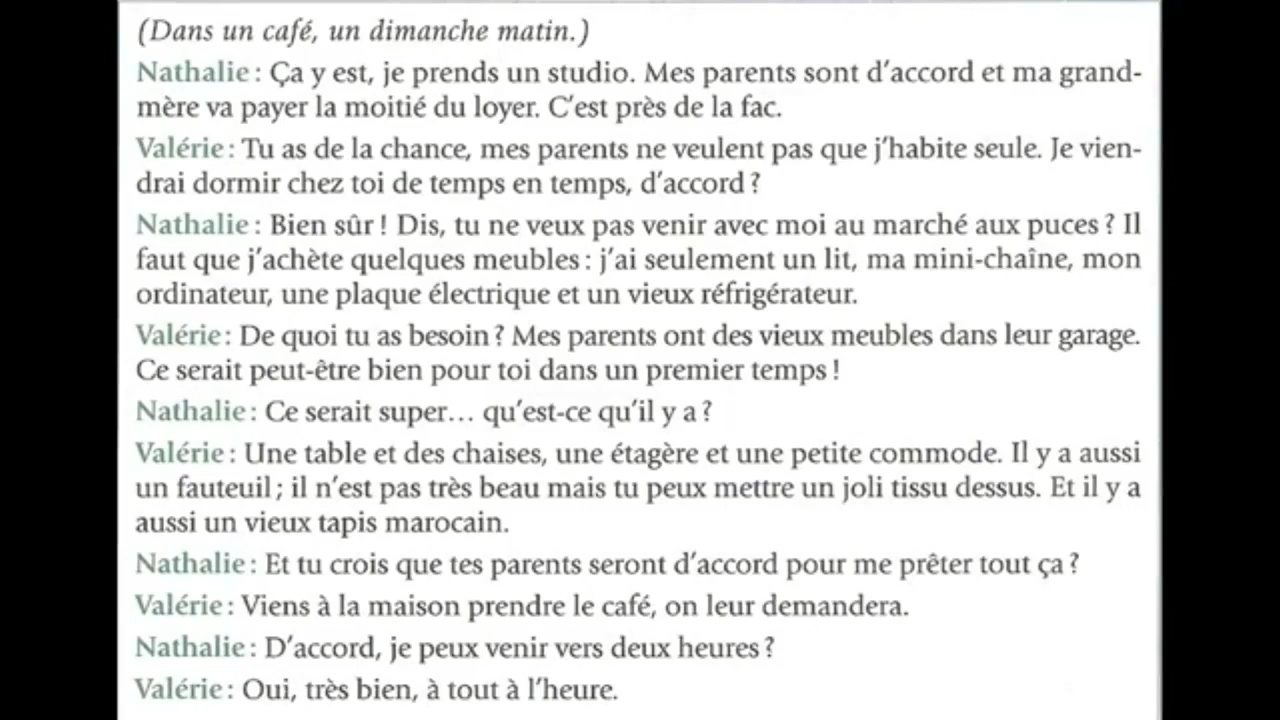 (Dans un café, un dimanche matin.)
Nathalie : Ça y est, je prends un studio. Mes parents sont d'accord et ma grand-
mère va payer la moitié du loyer. C'est près de la fac.
Valérie : Tu as de la chance, mes parents ne veulent pas que j'habite seule. Je vien-
drai dormir chez toi de temps en temps, d'accord ?
Nathalie : Bien sûr ! Dis, tu ne veux pas venir avec moi au marché aux puces ? Il
faut que j'achète quelques meubles : j'ai seulement un lit, ma mini-chaîne, mon
ordinateur, une plaque électrique et un vieux réfrigérateur.
Valérie : De quoi tu as besoin ? Mes parents ont des vieux meubles dans leur garage.
Ce serait peut-être bien pour toi dans un premier temps !
Nathalie : Ce serait super… qu'est-ce qu'il y a ?
Valérie : Une table et des chaises, une étagère et une petite commode. Il y a aussi
un fauteuil ; il n'est pas très beau mais tu peux mettre un joli tissu dessus. Et il y a
aussi un vieux tapis marocain.
Nathalie : Et tu crois que tes parents seront d'accord pour me prêter tout ça ?
Valérie : Viens à la maison prendre le café, on leur demandera.
Nathalie : D'accord, je peux venir vers deux heures ?
Valérie : Oui, très bien, à tout à l'heure.